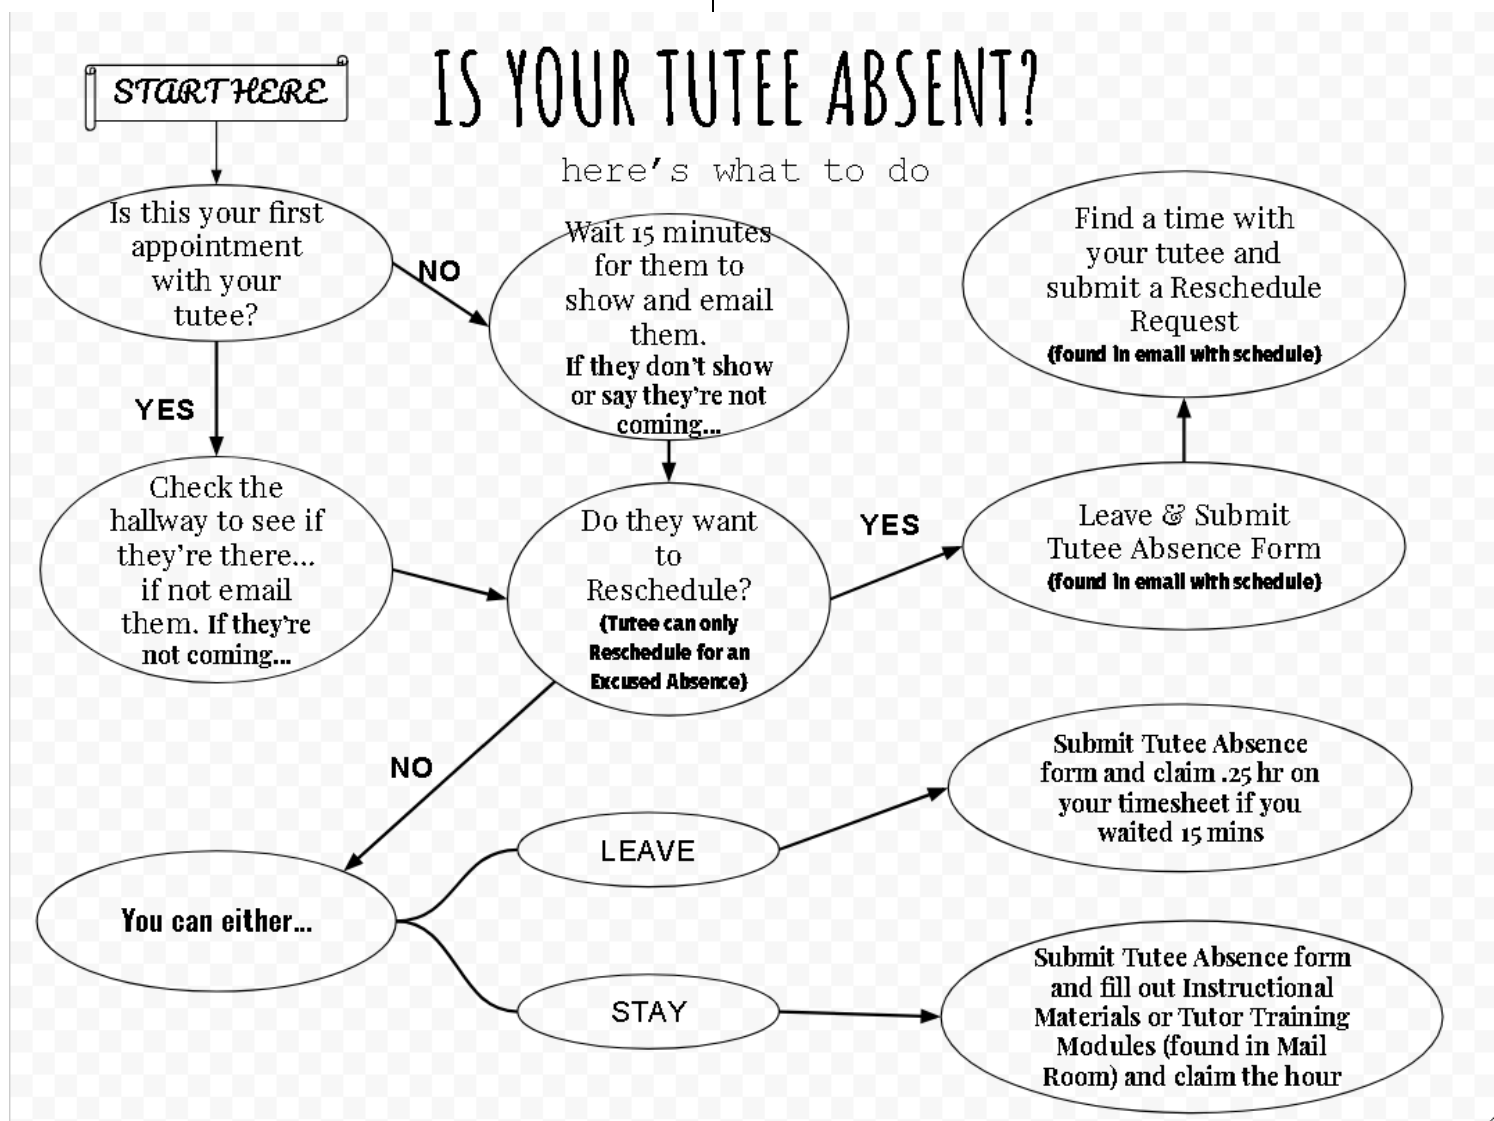 START HERE
IS YOUR TUTEE ABSENT?
here's what to do
Is this your first
appointment
with your
tutee?
NO
Wait 15 minutes
for them to
show and email
them.
If they don't show
or say they're not
coming...
Find a time with
your tutee and
submit a Reschedule
Request
(found in email with schedule)
YES
Check the
hallway to see if
they're there...
if not email
them. If they're
not coming...
Do they want
to
Reschedule?
(Tutee can only
Reschedule for an
Excused Absence)
YES
Leave & Submit
Tutee Absence Form
(found in email with schedule)
NO
You can either...
LEAVE
Submit Tutee Absence
form and claim .25 hr on
your timesheet if you
waited 15 mins
STAY
Submit Tutee Absence form
and fill out Instructional
Materials or Tutor Training
Modules (found in Mail
Room) and claim the hour